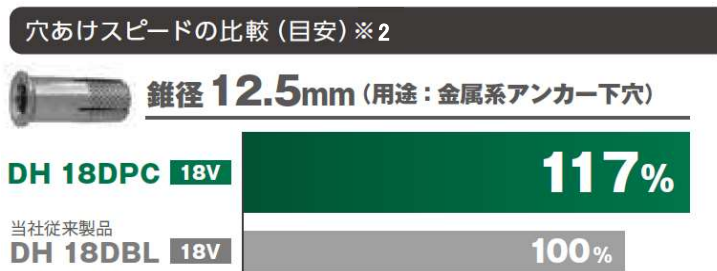 穴あけスピードの比較（目安）※2
錐径 12.5mm（用途：金属系アンカー下穴）
DH 18DPC 18V 117%
当社従来製品
DH 18DBL 18V 100%